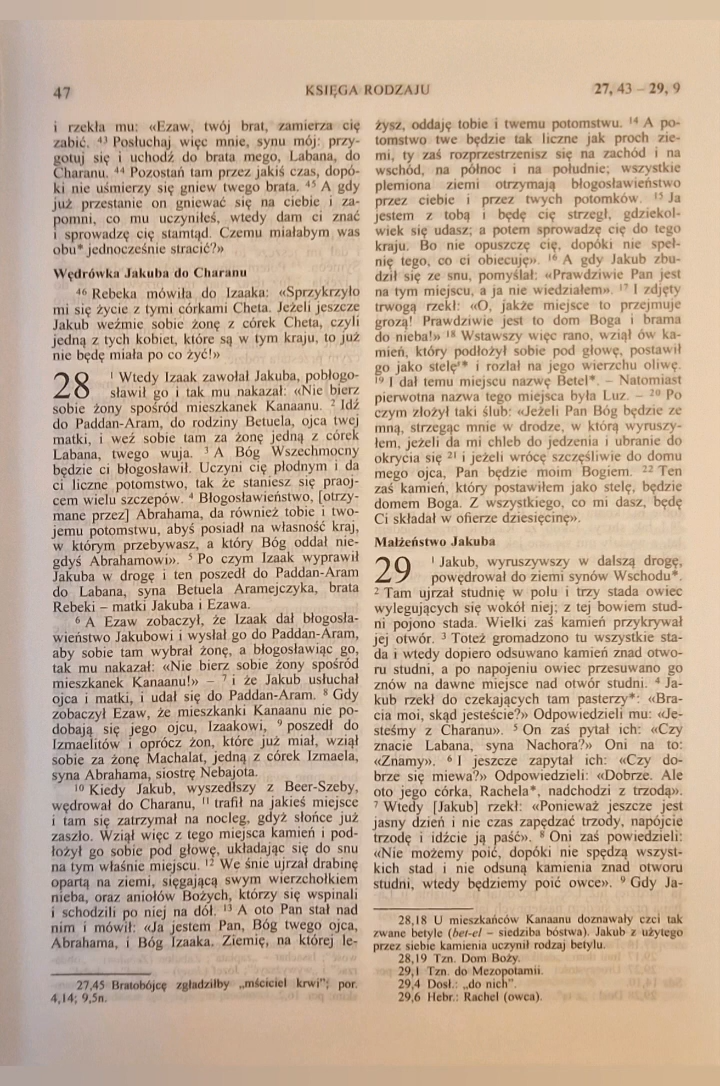 47
KSIĘGA RODZAJU
27, 43 – 29, 9
i rzekła mu: «Ezaw, twój brat, zamierza cię
zabić. 43 Posłuchaj więc mnie, synu mój: przy-
gotuj się i uchodź do brata mego, Labana, do
Charanu. 44 Pozostań tam przez jakiś czas, dopó-
ki nie uśmierzy się gniew twego brata. 45 A gdy
już przestanie on gniewać się na ciebie i za-
pomni, co mu uczyniłeś, wtedy dam ci znać
i sprowadzę cię stamtąd. Czemu miałabym was
obu* jednocześnie stracić?»
Wędrówka Jakuba do Charanu
46 Rebeka mówiła do Izaaka: «Sprzykrzyło
mi się życie z tymi córkami Cheta. Jeżeli jeszcze
Jakub weźmie sobie żonę z córek Cheta, czyli
jedną z tych kobiet, które są w tym kraju, to już
nie będę miała po co żyć!»
28 1 Wtedy Izaak zawołał Jakuba, pobłogo-
sławił go i tak mu nakazał: «Nie bierz
sobie żony spośród mieszkanek Kanaanu. 2 Idź
do Paddan-Aram, do rodziny Betuela, ojca twej
matki, i weź sobie tam za żonę jedną z córek
Labana, twego wuja. 3 A Bóg Wszechmocny
będzie ci błogosławił. Uczyni cię płodnym i da
ci liczne potomstwo, tak że staniesz się praoj-
cem wielu szczepów. 4 Błogosławieństwo, [otrzy-
mane przez] Abrahama, da również tobie i two-
jemu potomstwu, abyś posiadł na własność kraj,
w którym przebywasz, a który Bóg oddał nie-
gdyś Abrahamowi». 5 Po czym Izaak wyprawił
Jakuba w drogę i ten poszedł do Paddan-Aram
do Labana, syna Betuela Aramejczyka, brata
Rebeki – matki Jakuba i Ezawa.
6 A Ezaw zobaczył, że Izaak dał błogosła-
wieństwo Jakubowi i wysłał go do Paddan-Aram,
aby sobie tam wybrał żonę, a błogosławiąc go,
tak mu nakazał: «Nie bierz sobie żony spośród
mieszkanek Kanaanu!» – 7 i że Jakub usłuchał
ojca i matki, i udał się do Paddan-Aram. 8 Gdy
zobaczył Ezaw, że mieszkanki Kanaanu nie po-
dobają się jego ojcu, Izaakowi, 9 poszedł do
Izmaelitów i oprócz żon, które już miał, wziął
sobie za żonę Machalat, jedną z córek Izmaela,
syna Abrahama, siostrę Nebajota.
10 Kiedy Jakub, wyszedłszy z Beer-Szeby,
wędrował do Charanu, 11 trafił na jakieś miejsce
i tam się zatrzymał na nocleg, gdyż słońce już
zaszło. Wziął więc z tego miejsca kamień i pod-
łożył go sobie pod głowę, układając się do snu
na tym właśnie miejscu. 12 We śnie ujrzał drabinę
opartą na ziemi, sięgającą swym wierzchołkiem
nieba, oraz aniołów Bożych, którzy się wspinali
i schodzili po niej na dół. 13 A oto Pan stał nad
nim i mówił: «Ja jestem Pan, Bóg twego ojca,
Abrahama, i Bóg Izaaka. Ziemię, na której le-
27,45 Bratobójcę zgładziłby „mściciel krwi”; por.
4,14; 9,5n.
żysz, oddaję tobie i twemu potomstwu. 14 A po-
tomstwo twe będzie tak liczne jak proch zie-
mi, ty zaś rozprzestrzenisz się na zachód i na
wschód, na północ i na południe; wszystkie
plemiona ziemi otrzymają błogosławieństwo
przez ciebie i przez twych potomków. 15 Ja
jestem z tobą i będę cię strzegł, gdziekol-
wiek się udasz; a potem sprowadzę cię do tego
kraju. Bo nie opuszczę cię, dopóki nie speł-
nię tego, co ci obiecuję». 16 A gdy Jakub zbu-
dził się ze snu, pomyślał: «Prawdziwie Pan jest
na tym miejscu, a ja nie wiedziałem». 17 I zdjęty
trwogą rzekł: «O, jakże miejsce to przejmuje
grozą! Prawdziwie jest to dom Boga i brama
do nieba!» 18 Wstawszy więc rano, wziął ów ka-
mień, który podłożył sobie pod głowę, postawił
go jako stelę* i rozlał na jego wierzchu oliwę.
19 I dał temu miejscu nazwę Betel*. – Natomiast
pierwotna nazwa tego miejsca była Luz. – 20 Po
czym złożył taki ślub: «Jeżeli Pan Bóg będzie ze
mną, strzegąc mnie w drodze, w którą wyruszy-
łem, jeżeli da mi chleb do jedzenia i ubranie do
okrycia się 21 i jeżeli wrócę szczęśliwie do domu
mego ojca, Pan będzie moim Bogiem. 22 Ten
zaś kamień, który postawiłem jako stelę, będzie
domem Boga. Z wszystkiego, co mi dasz, będę
Ci składał w ofierze dziesięcinę».
Małżeństwo Jakuba
29 1 Jakub, wyruszywszy w dalszą drogę,
powędrował do ziemi synów Wschodu*.
2 Tam ujrzał studnię w polu i trzy stada owiec
wylegujących się wokół niej; z tej bowiem stud-
ni pojono stada. Wielki zaś kamień przykrywał
jej otwór. 3 Toteż gromadzono tu wszystkie sta-
da i wtedy dopiero odsuwano kamień znad otwo-
ru studni, a po napojeniu owiec przesuwano go
znów na dawne miejsce nad otwór studni. 4 Ja-
kub rzekł do czekających tam pasterzy*: «Bra-
cia moi, skąd jesteście?» Odpowiedzieli mu: «Je-
steśmy z Charanu». 5 On zaś pytał ich: «Czy
znacie Labana, syna Nachora?» Oni na to:
«Znamy». 6 I jeszcze zapytał ich: «Czy do-
brze się miewa?» Odpowiedzieli: «Dobrze. Ale
oto jego córka, Rachela*, nadchodzi z trzodą».
7 Wtedy [Jakub] rzekł: «Ponieważ jeszcze jest
jasny dzień i nie czas zapędzać trzody, napójcie
trzodę i idźcie ją paść». 8 Oni zaś powiedzieli:
«Nie możemy poić, dopóki nie spędzą wszyst-
kich stad i nie odsuną kamienia znad otworu
studni, wtedy będziemy poić owce». 9 Gdy Ja-
28,18 U mieszkańców Kanaanu doznawały czci tak
zwane betyle (bet-el – siedziba bóstwa). Jakub z użytego
przez siebie kamienia uczynił rodzaj betylu.
28,19 Tzn. Dom Boży.
29,1 Tzn. do Mezopotamii.
29,4 Dosł.: „do nich”.
29,6 Hebr.: Rachel (owca).